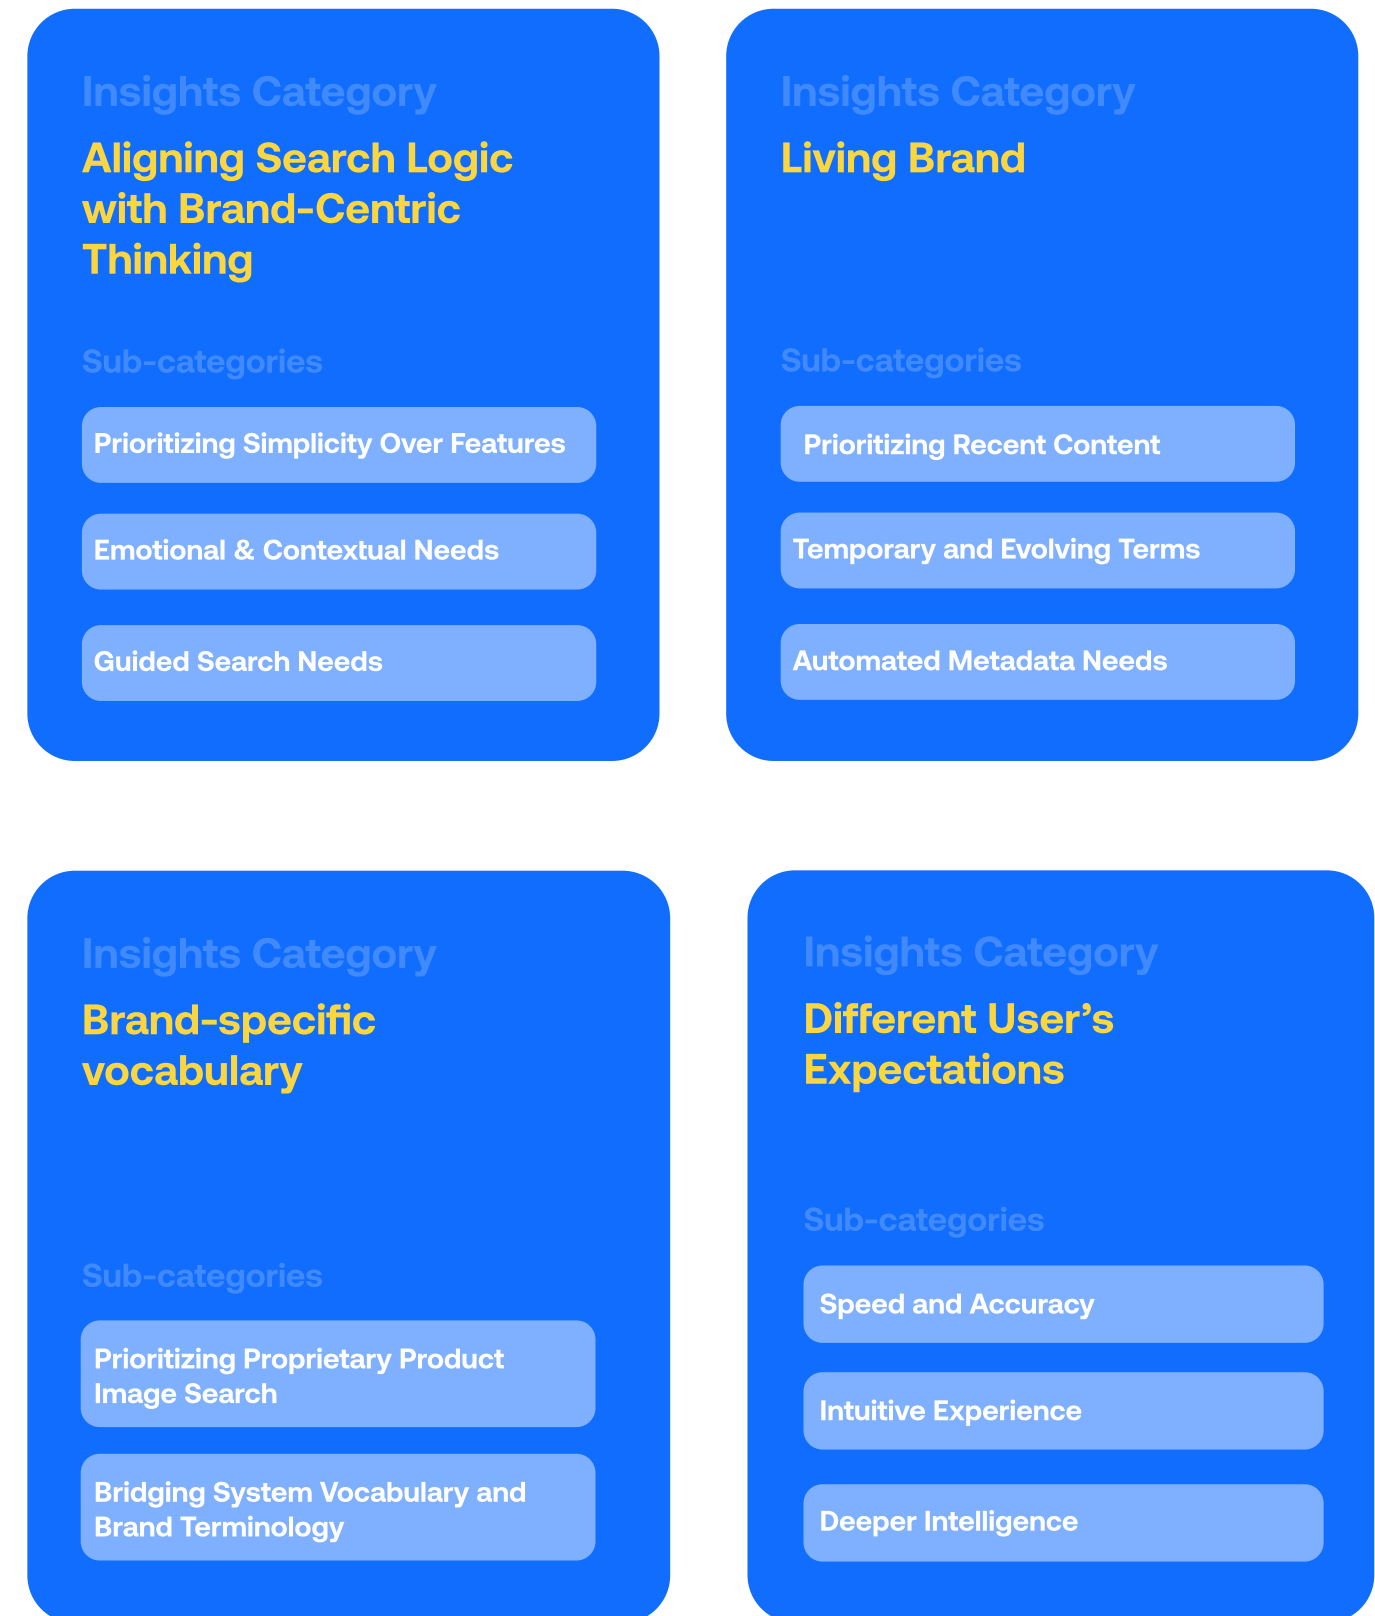 Insights Category
Aligning Search Logic
with Brand-Centric
Thinking
Sub-categories
Prioritizing Simplicity Over Features
Emotional & Contextual Needs
Guided Search Needs
Insights Category
Living Brand
Sub-categories
Prioritizing Recent Content
Temporary and Evolving Terms
Automated Metadata Needs
Insights Category
Brand-specific
vocabulary
Sub-categories
Prioritizing Proprietary Product
Image Search
Bridging System Vocabulary and
Brand Terminology
Insights Category
Different User’s
Expectations
Sub-categories
Speed and Accuracy
Intuitive Experience
Deeper Intelligence